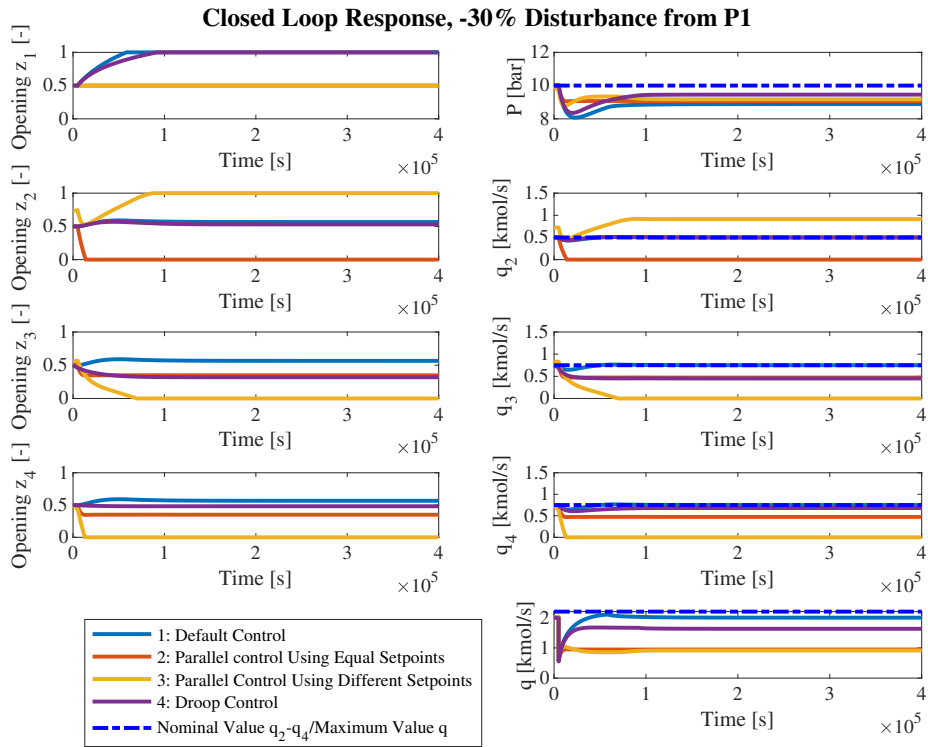 Closed Loop Response, -30% Disturbance from P1
Opening z1 [-]
1
0.5
0
0 1 2 3 4
Time [s]
×10^5
P [bar]
12
10
8
0 1 2 3 4
Time [s]
×10^5
Opening z2 [-]
1
0.5
0
0 1 2 3 4
Time [s]
×10^5
q2 [kmol/s]
1.5
1
0.5
0
0 1 2 3 4
Time [s]
×10^5
Opening z3 [-]
1
0.5
0
0 1 2 3 4
Time [s]
×10^5
q3 [kmol/s]
1.5
1
0.5
0
0 1 2 3 4
Time [s]
×10^5
Opening z4 [-]
1
0.5
0
0 1 2 3 4
Time [s]
×10^5
q4 [kmol/s]
1.5
1
0.5
0
0 1 2 3 4
Time [s]
×10^5
q [kmol/s]
2
1
0
0 1 2 3 4
Time [s]
×10^5
1: Default Control
2: Parallel control Using Equal Setpoints
3: Parallel Control Using Different Setpoints
4: Droop Control
Nominal Value q2-q4/Maximum Value q